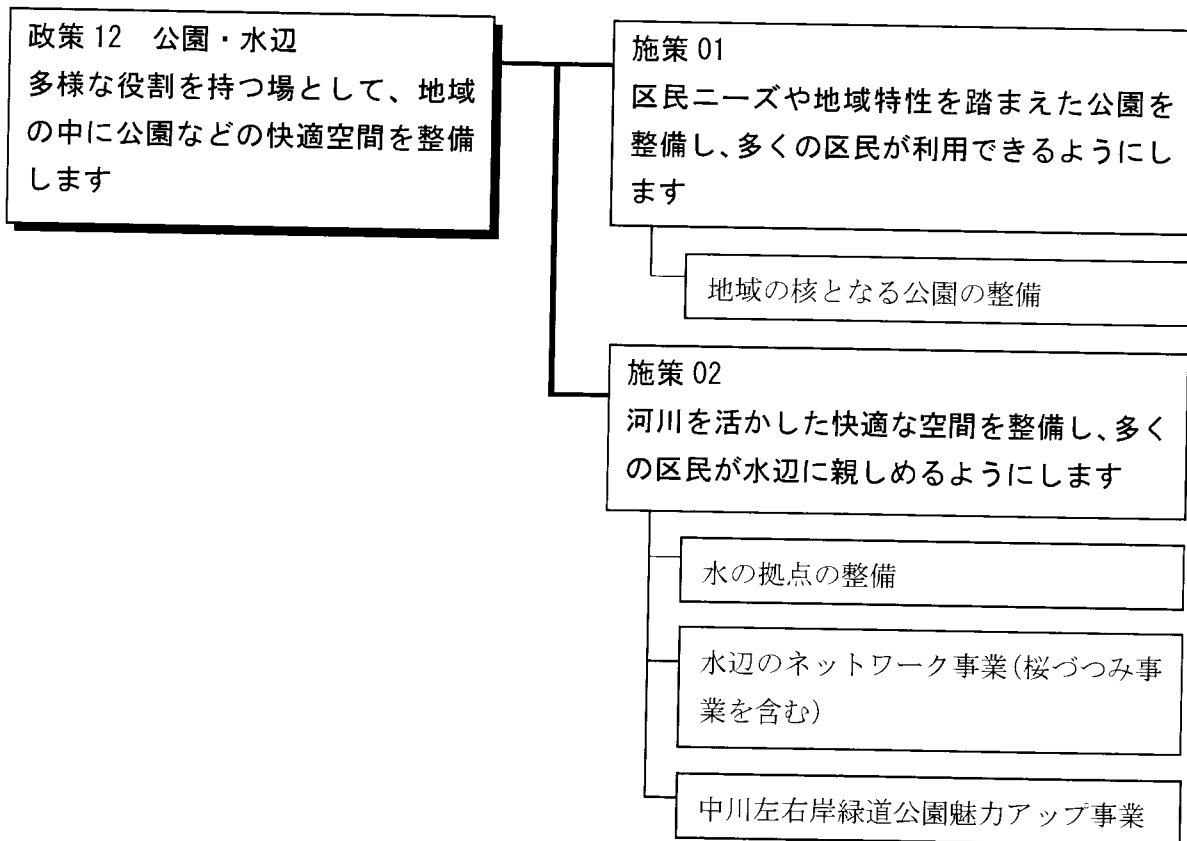 政策 12　公園・水辺
多様な役割を持つ場として、地域
の中に公園などの快適空間を整備
します
施策 01
区民ニーズや地域特性を踏まえた公園を
整備し、多くの区民が利用できるようにし
ます
地域の核となる公園の整備
施策 02
河川を活かした快適な空間を整備し、多く
の区民が水辺に親しめるようにします
水の拠点の整備
水辺のネットワーク事業(桜づつみ事
業を含む)
中川左右岸緑道公園魅力アップ事業